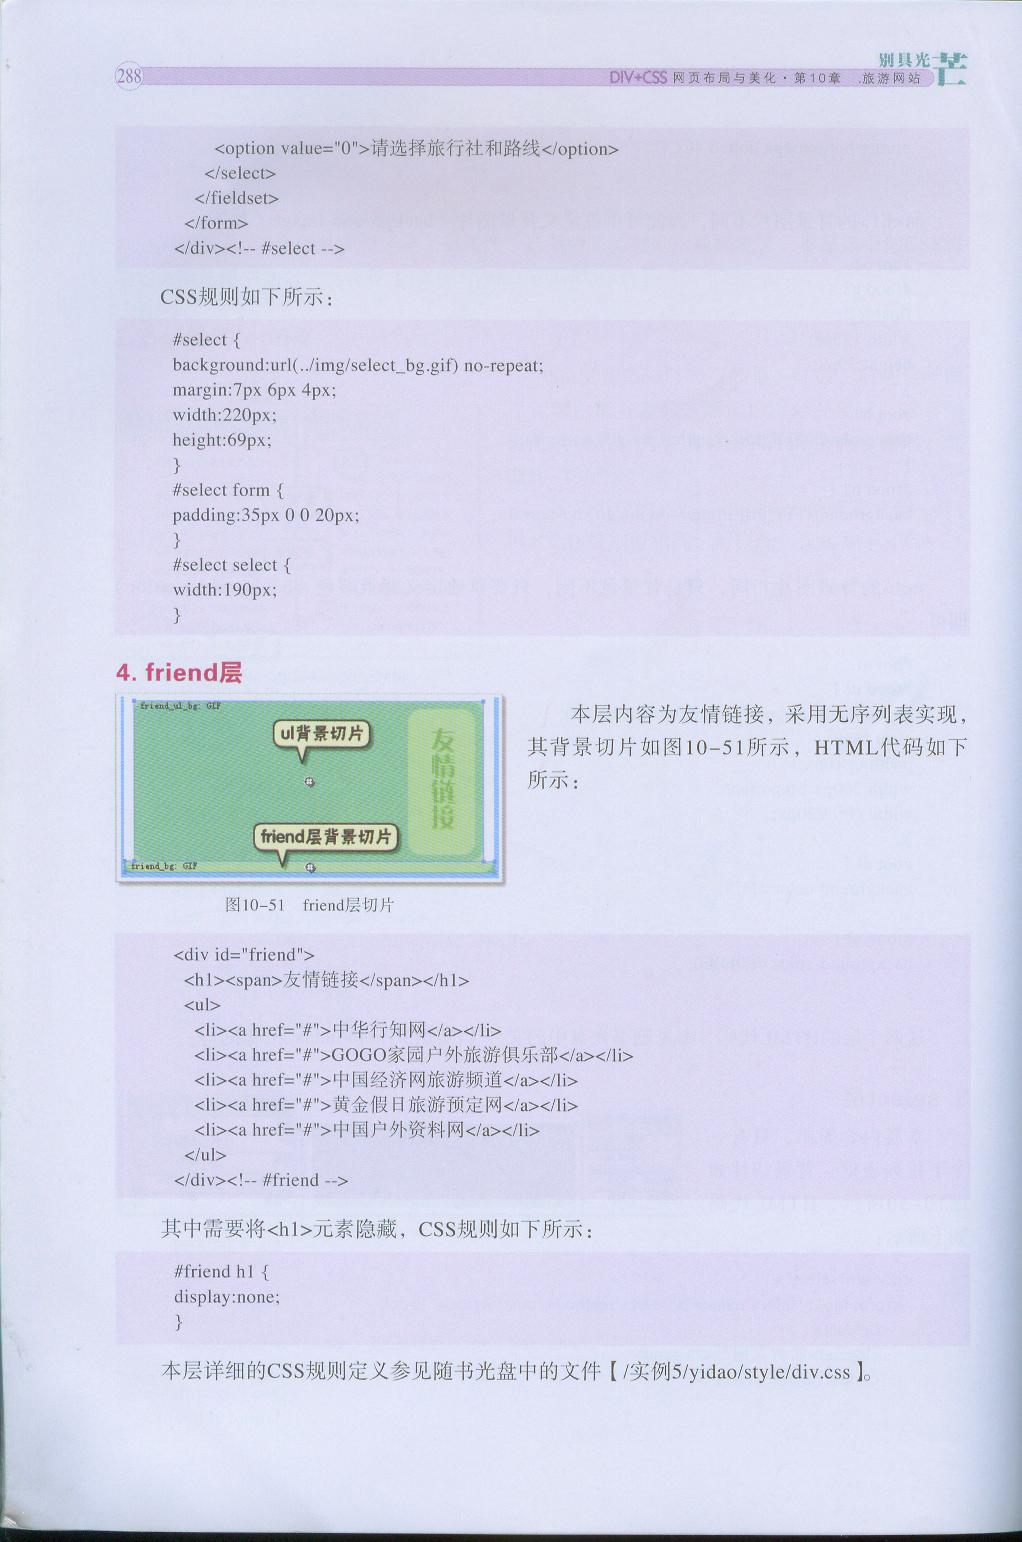 288
别具光芒
DIV+CSS 网页布局与美化·第10章 .旅游网站
<option value="0">请选择旅行社和路线</option>
</select>
</fieldset>
</form>
</div><!-- #select -->
CSS规则如下所示：
#select {
background:url(../img/select_bg.gif) no-repeat;
margin:7px 6px 4px;
width:220px;
height:69px;
}
#select form {
padding:35px 0 0 20px;
}
#select select {
width:190px;
}
4. friend层
friend_ul_bg: GIF
ul背景切片
友情链接
friend层背景切片
friend_bg: GIF
图10-51 friend层切片
本层内容为友情链接，采用无序列表实现，
其背景切片如图10-51所示，HTML代码如下
所示：
<div id="friend">
<h1><span>友情链接</span></h1>
<ul>
<li><a href="#">中华行知网</a></li>
<li><a href="#">GOGO家园户外旅游俱乐部</a></li>
<li><a href="#">中国经济网旅游频道</a></li>
<li><a href="#">黄金假日旅游预定网</a></li>
<li><a href="#">中国户外资料网</a></li>
</ul>
</div><!-- #friend -->
其中需要将<h1>元素隐藏，CSS规则如下所示：
#friend h1 {
display:none;
}
本层详细的CSS规则定义参见随书光盘中的文件【/实例5/yidao/style/div.css】。